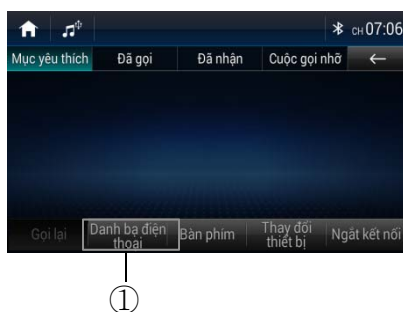 CH 07:06
Mục yêu thích Đã gọi Đã nhận Cuộc gọi nhỡ
Gọi lại Danh bạ điện thoại Bàn phím Thay đổi thiết bị Ngắt kết nối
①